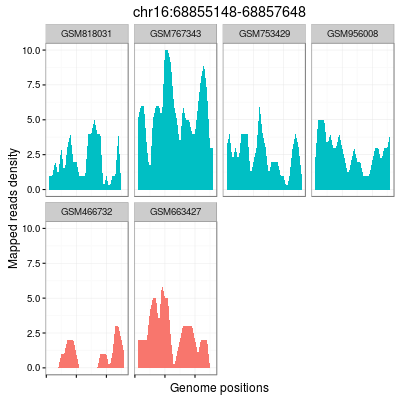 chr16:68855148-68857648
GSM818031 GSM767343 GSM753429 GSM956008
10.0
7.5
5.0
2.5
0.0
GSM466732 GSM663427
10.0
7.5
5.0
2.5
0.0
Mapped reads density
Genome positions